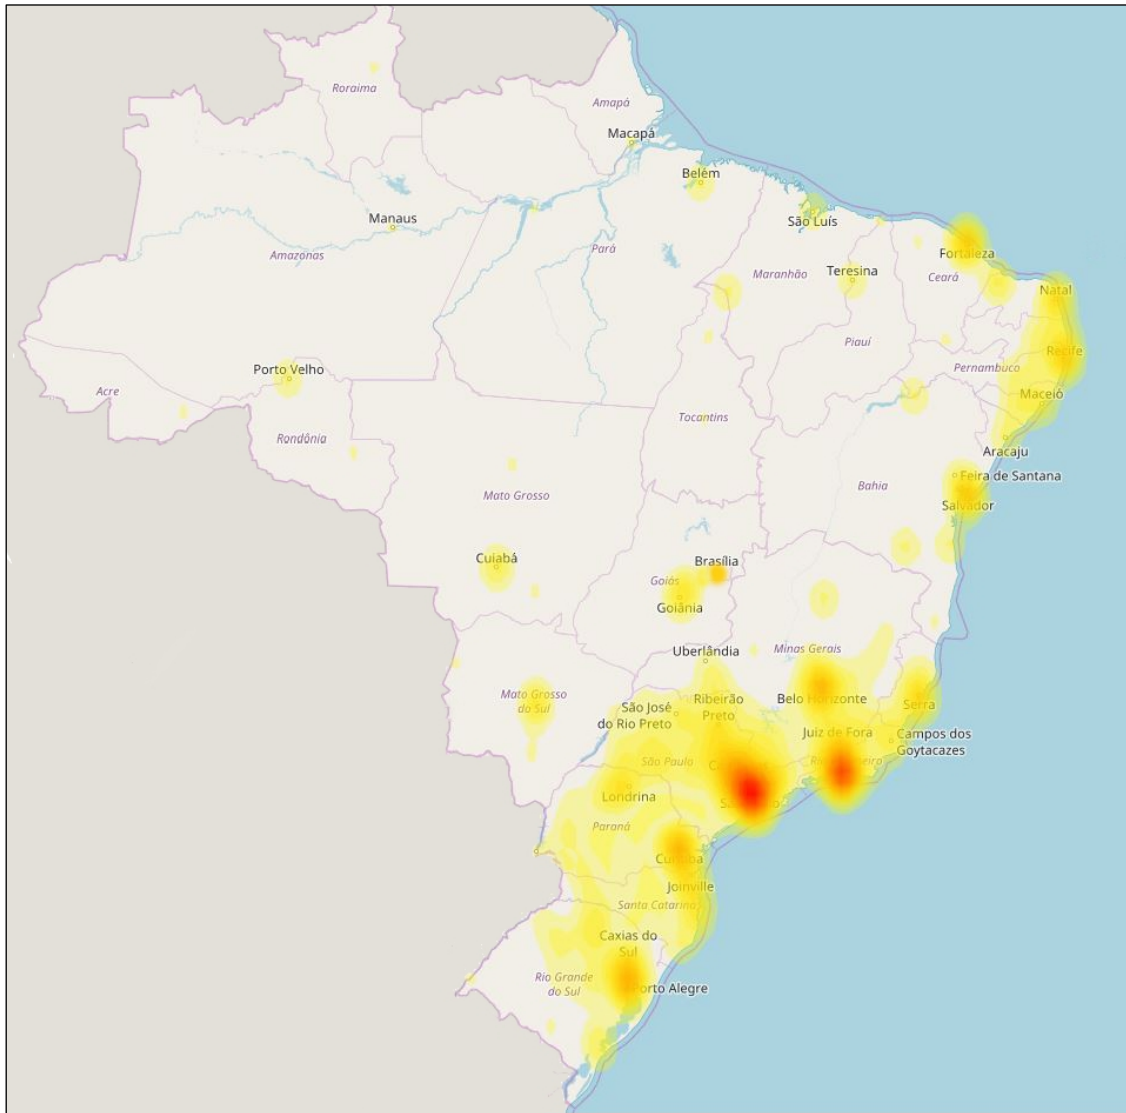 Roraima
Amapá
Macapá
Belém
São Luís
Manaus
Amazonas
Pará
Maranhão
Teresina
Fortaleza
Ceará
Natal
Piauí
Recife
Pernambuco
Porto Velho
Acre
Maceió
Tocantins
Rondônia
Aracaju
Mato Grosso
Bahia
Feira de Santana
Salvador
Cuiabá
Brasília
Goiás
Goiânia
Uberlândia
Minas Gerais
Mato Grosso
do Sul
São José
do Rio Preto
Ribeirão
Preto
Belo Horizonte
Serra
Juiz de Fora
Campos dos
Goytacazes
São Paulo
Londrina
Paraná
Curitiba
Joinville
Santa Catarina
Caxias do
Sul
Rio Grande
do Sul
Porto Alegre